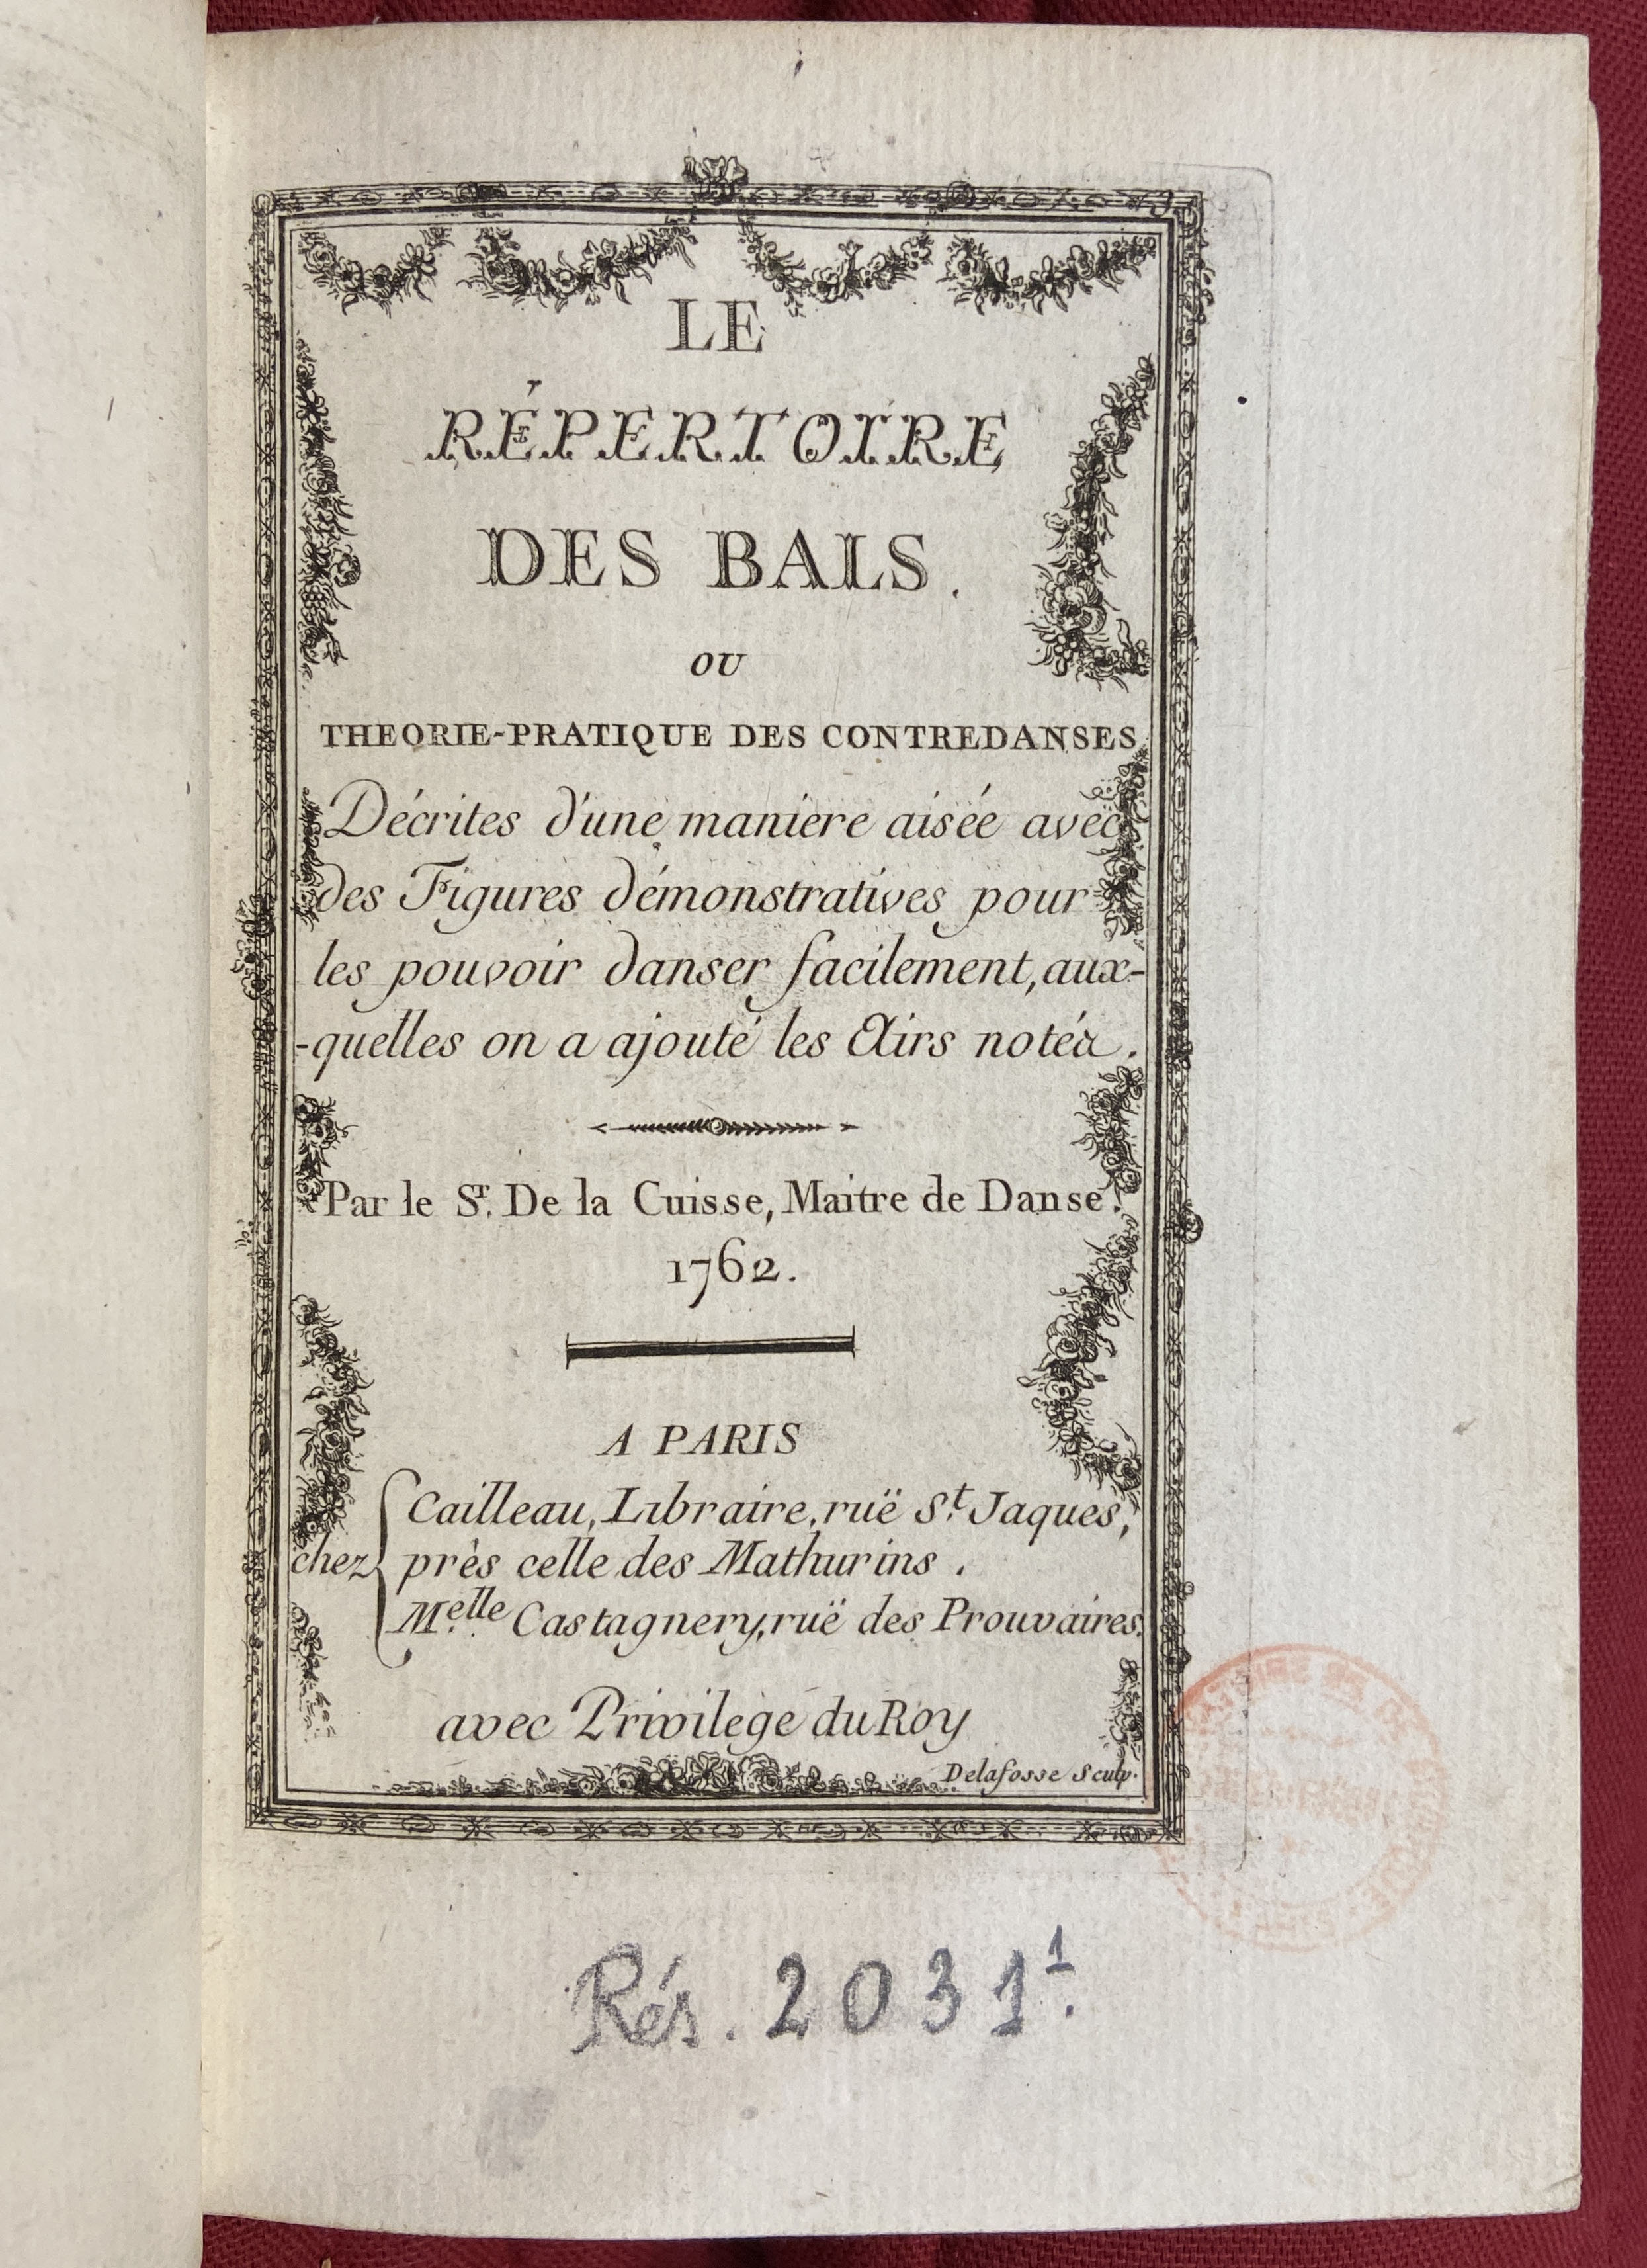 LE
RÉPERTOIRE
DES BALS.
OU
THEORIE-PRATIQUE DES CONTREDANSES,
Décrites d'une maniere aisée avec
des Figures démonstratives pour
les pouvoir danser facilement, aux-
-quelles on a ajouté les Airs notés.
Par le Sr. De la Cuisse, Maitre de Danse.
1762.
A PARIS
Cailleau, Libraire, ruë St. Jaques,
chez près celle des Mathurins.
Melle. Castagnery, ruë des Prouvaires.
avec Privilege du Roy
Delafosse Sculp.
Rés. 2031¹.